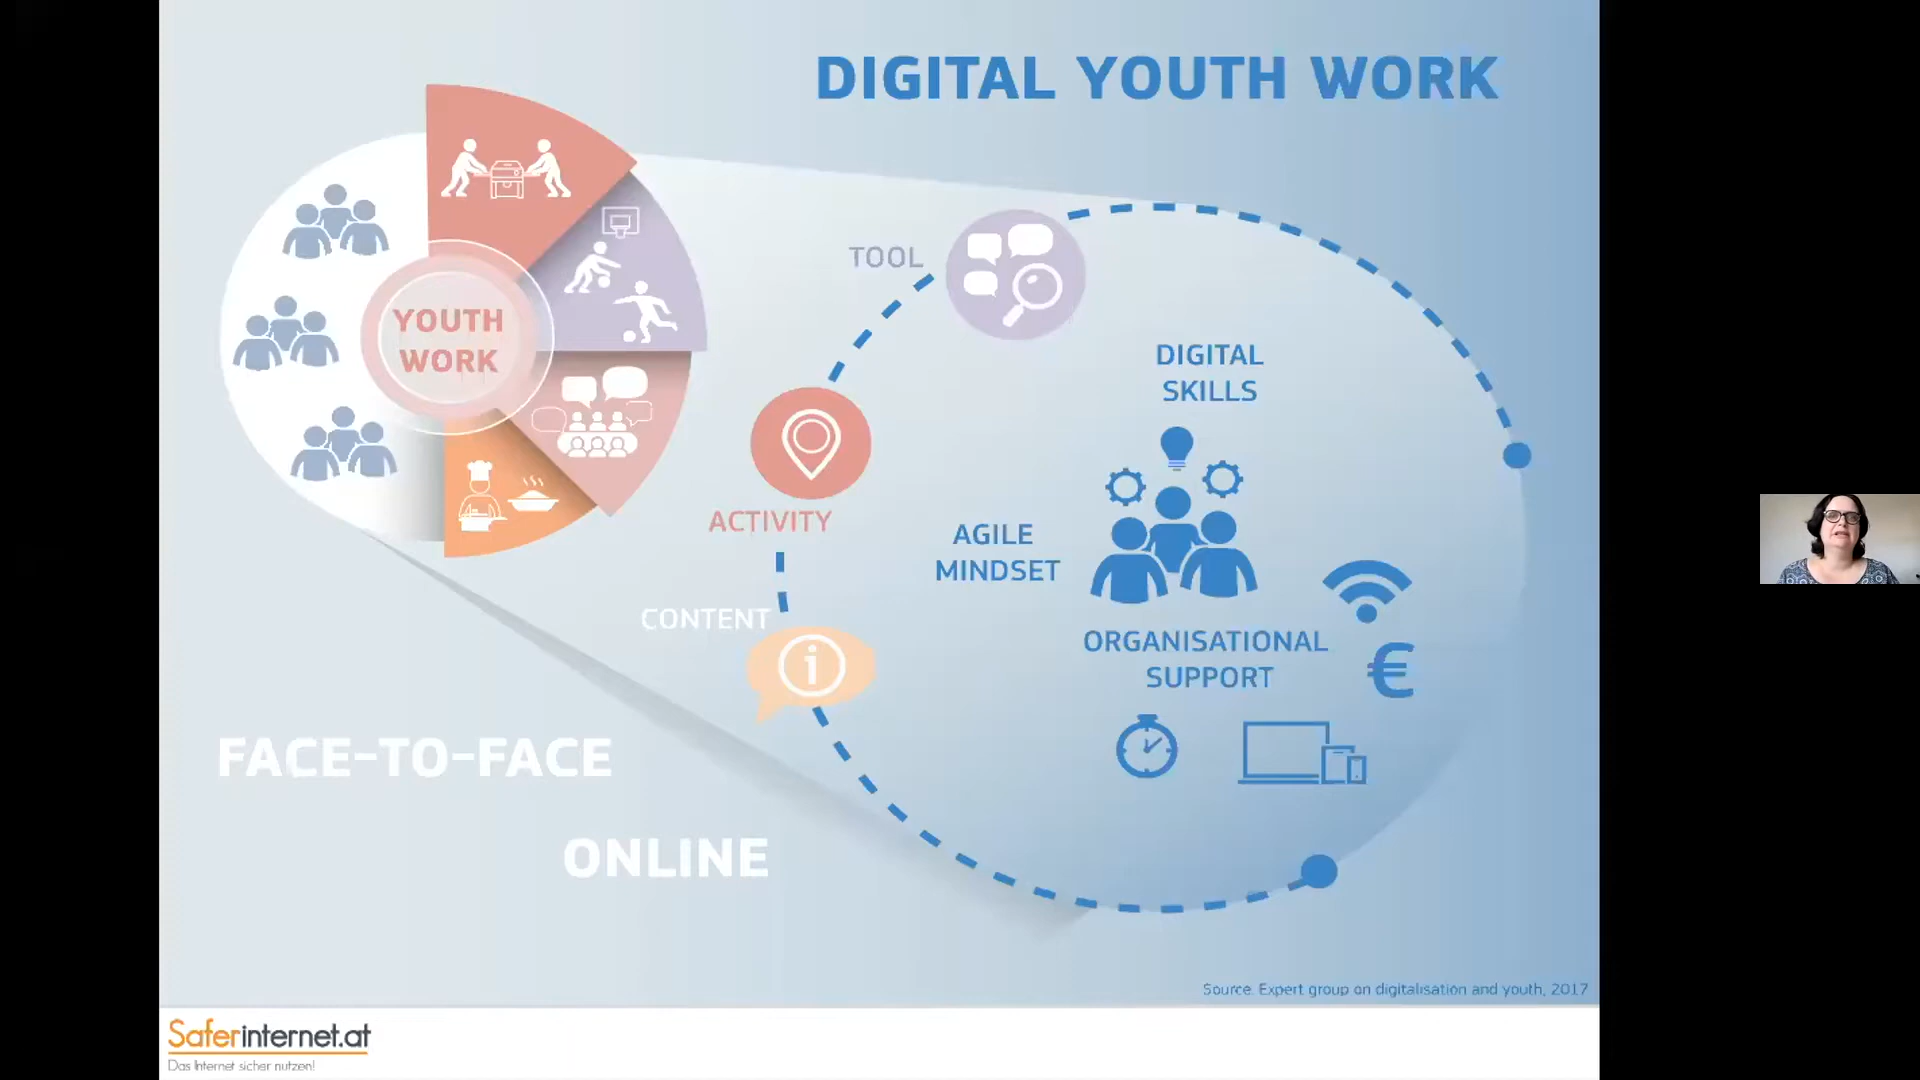 DIGITAL YOUTH WORK
YOUTH
WORK
TOOL
DIGITAL
SKILLS
ACTIVITY
AGILE
MINDSET
CONTENT
ORGANISATIONAL
SUPPORT
€
i
FACE-TO-FACE
ONLINE
Source: Expert group on digitalisation and youth, 2017
Saferinternet.at
Das Internet sicher nutzen!